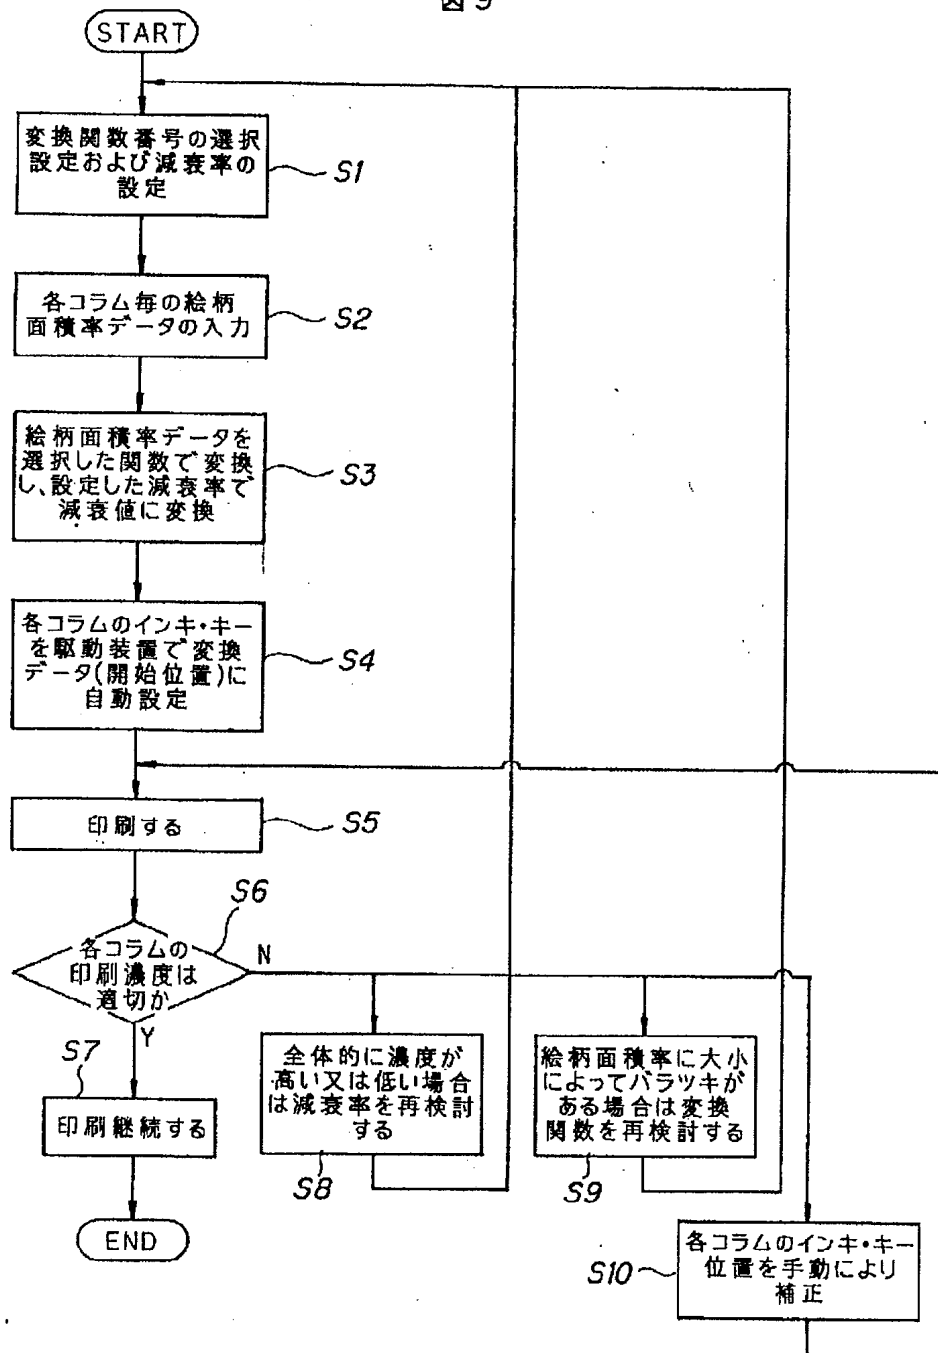 図9
START
変換関数番号の選択
設定および減衰率の
設定
S1
各コラム毎の絵柄
面積率データの入力
S2
絵柄面積率データを
選択した関数で変換
し、設定した減衰率で
減衰値に変換
S3
各コラムのインキ・キー
を駆動装置で変換
データ(開始位置)に
自動設定
S4
印刷する
S5
S6
各コラムの
印刷濃度は
適切か
N
Y
S7
印刷継続する
END
全体的に濃度が
高い又は低い場合
は減衰率を再検討
する
S8
絵柄面積率に大小
によってバラツキが
ある場合は変換
関数を再検討する
S9
各コラムのインキ・キー
位置を手動により
補正
S10